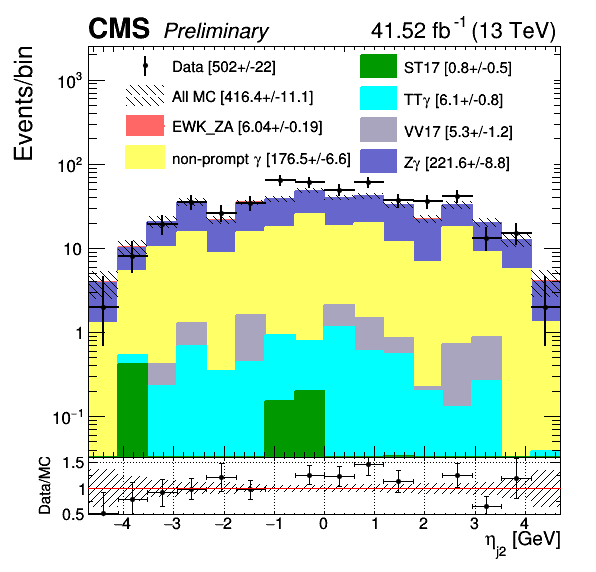 CMS Preliminary 41.52 fb⁻¹ (13 TeV)
Events/bin
10³
10²
10
1
10⁻¹
Data [502+/-22]
All MC [416.4+/-11.1]
EWK_ZA [6.04+/-0.19]
non-prompt γ [176.5+/-6.6]
ST17 [0.8+/-0.5]
TTγ [6.1+/-0.8]
VV17 [5.3+/-1.2]
Zγ [221.6+/-8.8]
Data/MC
1.5
1
0.5
−4 −3 −2 −1 0 1 2 3 4
η_j2 [GeV]